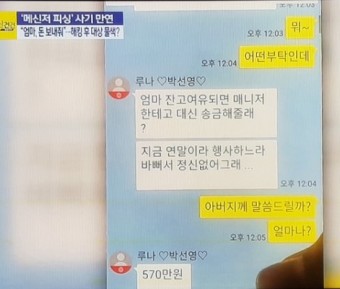 '메신저 피싱' 사기 만연
"엄마, 돈 보내줘"…해킹 후 대상 물색?
오후 12:03 뭐~
오후 12:04 어떤부탁인데
루나♡박선영♡
엄마 잔고여유되면 매니저
한테고 대신 송금해줄래
?
지금 연말이라 행사하느라
바빠서 정신없어그래 ...
오후 12:04
아버지께 말씀드릴까?
오후 12:05 얼마나?
루나♡박선영♡
570만원